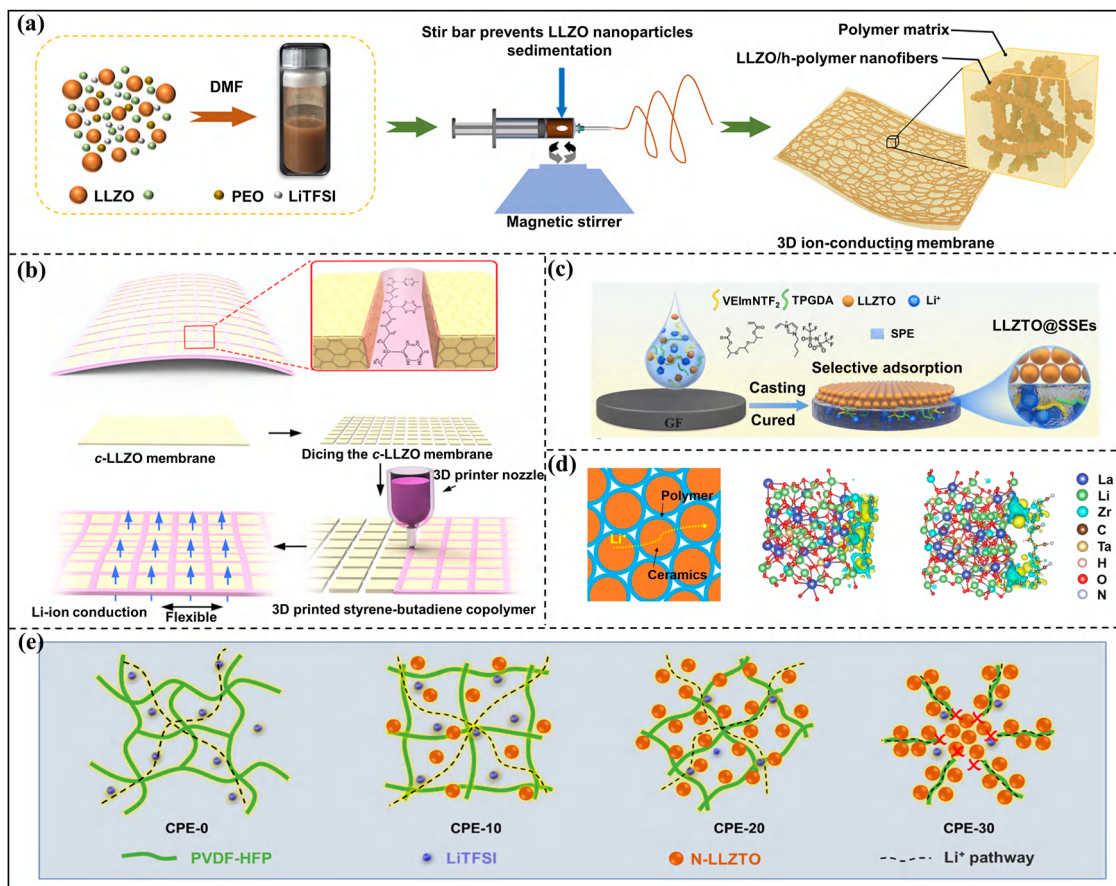 (a)
Stir bar prevents LLZO nanoparticles
sedimentation
DMF
LLZO
PEO
LiTFSI
Magnetic stirrer
Polymer matrix
LLZO/h-polymer nanofibers
3D ion-conducting membrane
(b)
c-LLZO membrane
Dicing the c-LLZO membrane
3D printer nozzle
Li-ion conduction
Flexible
3D printed styrene-butadiene copolymer
(c)
VEImNTF₂
TPGDA
LLZTO
Li⁺
SPE
LLZTO@SSEs
Selective adsorption
Casting
Cured
GF
(d)
Polymer
Li⁺
Ceramics
La
Li
Zr
C
Ta
H
O
N
(e)
CPE-0
CPE-10
CPE-20
CPE-30
PVDF-HFP
LiTFSI
N-LLZTO
Li⁺ pathway